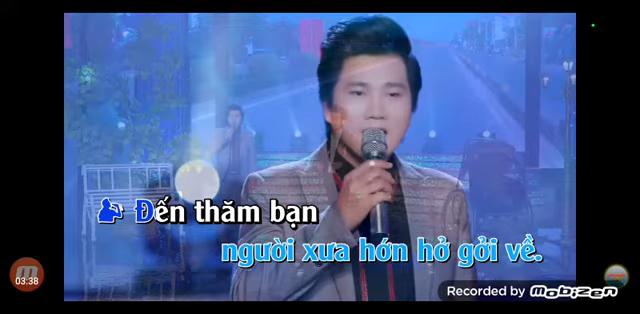 Đến thăm bạn
người xưa hớn hở gởi về.
03:38
Recorded by Mobizen